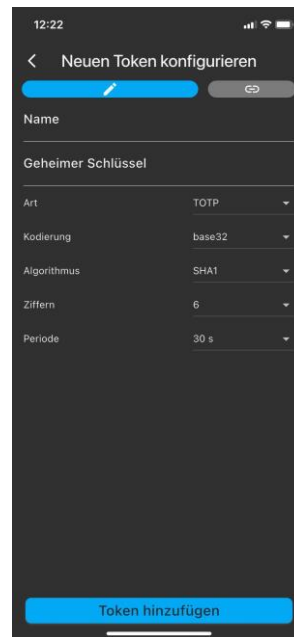 12:22
Neuen Token konfigurieren
Name
Geheimer Schlüssel
Art TOTP
Kodierung base32
Algorithmus SHA1
Ziffern 6
Periode 30 s
Token hinzufügen